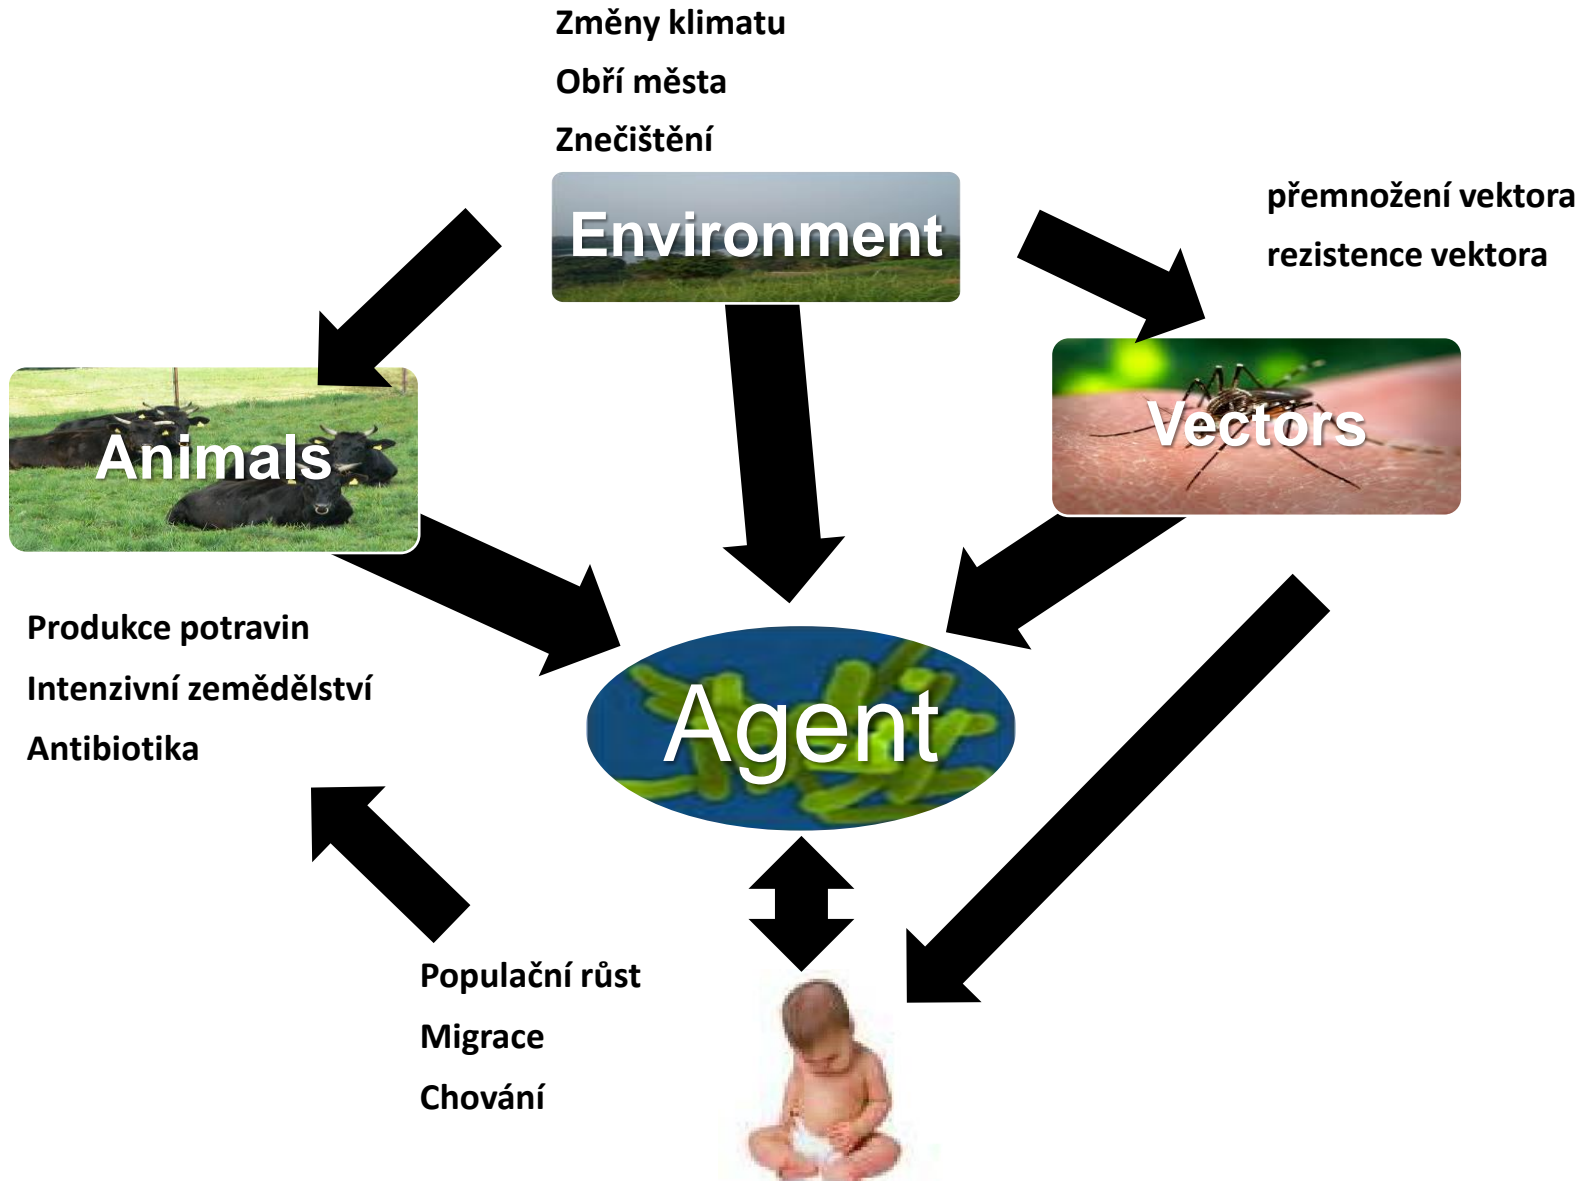 Změny klimatu
Obří města
Znečištění
Environment
přemnožení vektora
rezistence vektora
Animals
Vectors
Produkce potravin
Intenzivní zemědělství
Antibiotika
Agent
Populační růst
Migrace
Chování